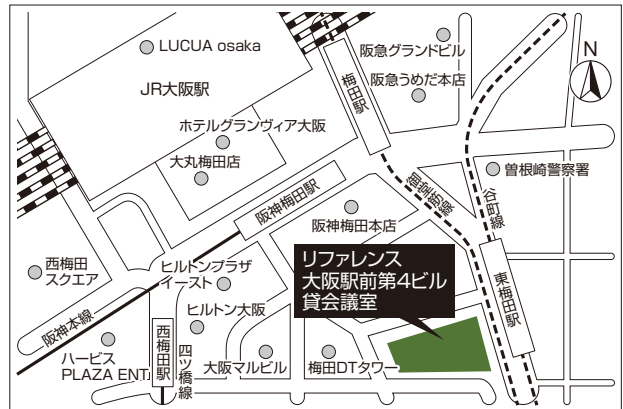 LUCUA osaka
JR大阪駅
ホテルグランヴィア大阪
大丸梅田店
梅田駅
阪急グランドビル
阪急うめだ本店
N
曽根崎警察署
御堂筋線
谷町線
阪神梅田駅
阪神梅田本店
東梅田駅
リファレンス
大阪駅前第4ビル
貸会議室
西梅田
スクエア
ヒルトンプラザ
イースト
ヒルトン大阪
阪神本線
ハービス
PLAZA ENT.
西梅田駅
四ツ橋線
大阪マルビル
梅田DTタワー